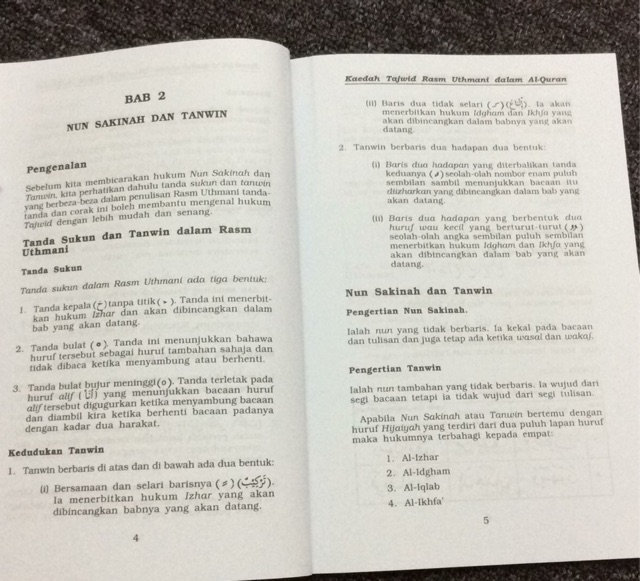 BAB 2
NUN SAKINAH DAN TANWIN
Pengenalan
Sebelum kita membicarakan hukum Nun Sakinah dan
Tanwin, kita perhatikan dahulu tanda sukun dan tanwin
yang berbeza-beza dalam penulisan Rasm Uthmani tanda-
tanda dan corak ini boleh membantu mengenal hukum
Tajwid dengan lebih mudah dan senang.
Tanda Sukun dan Tanwin dalam Rasm
Uthmani
Tanda Sukun
Tanda sukun dalam Rasm Uthmani ada tiga bentuk:
1. Tanda kepala ( ) tanpa titik ( ). Tanda ini menerbit-
kan hukum Izhar dan akan dibincangkan dalam
bab yang akan datang.
2. Tanda bulat ( ). Tanda ini menunjukkan bahawa
huruf tersebut sebagai huruf tambahan sahaja dan
tidak dibaca ketika menyambung atau berhenti.
3. Tanda bulat bujur meninggi (o). Tanda terletak pada
huruf alif (أنا) yang menunjukkan bacaan huruf
alif tersebut digugurkan ketika menyambung bacaan
dan diambil kira ketika berhenti bacaan padanya
dengan kadar dua harakat.
Kedudukan Tanwin
1. Tanwin berbaris di atas dan di bawah ada dua bentuk:
(i) Bersamaan dan selari barisnya ( ) ( ).
Ia menerbitkan hukum Izhar yang akan
dibincangkan babnya yang akan datang.
4
Kaedah Tajwid Rasm Uthmani dalam Al-Quran
(ii) Baris dua tidak selari ( ) ( ). Ia akan
menerbitkan hukum Idgham dan Ikhfa yang
akan dibincangkan dalam babnya yang akan
datang.
2. Tanwin berbaris dua hadapan dua bentuk:
(i) Baris dua hadapan yang diterbalikan tanda
keduanya ( ) seolah-olah nombor enam puluh
sembilan sambil menunjukkan bacaan itu
diizharkan yang dibincangkan dalam bab yang
akan datang.
(ii) Baris dua hadapan yang berbentuk dua
huruf wau kecil yang berturut-turut ( )
seolah-olah angka sembilan puluh sembilan
menerbitkan hukum Idgham dan Ikhfa yang
akan dibincangkan dalam bab yang akan
datang.
Nun Sakinah dan Tanwin
Pengertian Nun Sakinah.
Ialah nun yang tidak berbaris. Ia kekal pada bacaan
dan tulisan dan juga tetap ada ketika wasal dan wakaf.
Pengertian Tanwin
Ialah nun tambahan yang tidak berbaris. Ia wujud dari
segi bacaan tetapi ia tidak wujud dari segi tulisan.
Apabila Nun Sakinah atau Tanwin bertemu dengan
huruf Hijaiyah yang terdiri dari dua puluh lapan huruf
maka hukumnya terbahagi kepada empat:
1. Al-Izhar
2. Al-Idgham
3. Al-Iqlab
4. Al-Ikhfa'
5